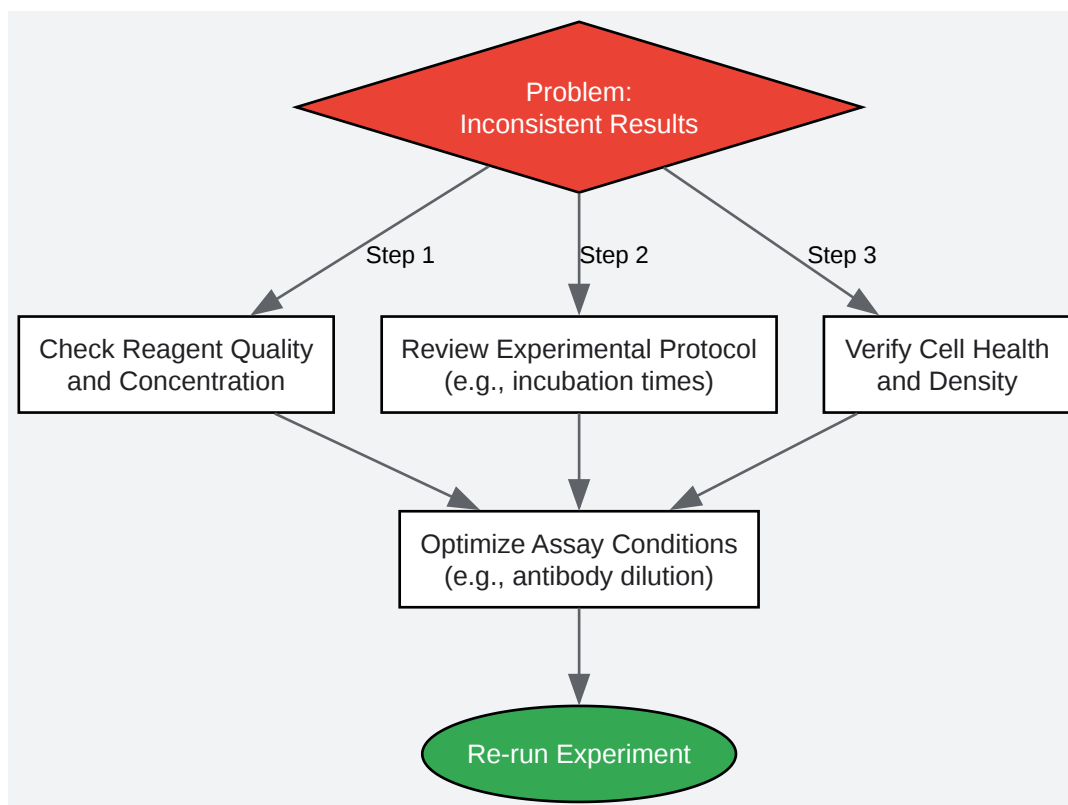 Problem:
Inconsistent Results
Step 1
Step 2
Step 3
Check Reagent Quality
and Concentration
Review Experimental Protocol
(e.g., incubation times)
Verify Cell Health
and Density
Optimize Assay Conditions
(e.g., antibody dilution)
Re-run Experiment